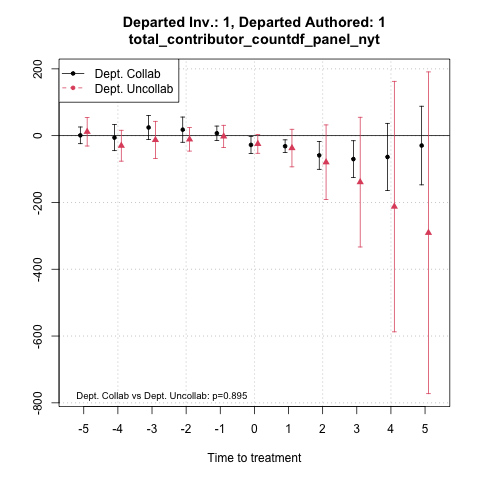 Departed Inv.: 1, Departed Authored: 1
total_contributor_countdf_panel_nyt
Dept. Collab
Dept. Uncollab
200
0
-200
-400
-600
-800
Dept. Collab vs Dept. Uncollab: p=0.895
-5 -4 -3 -2 -1 0 1 2 3 4 5
Time to treatment